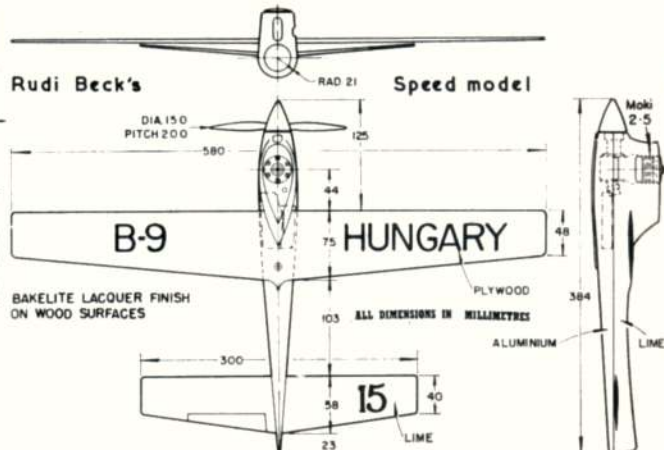 Rudi Beck's
Speed model
RAD 21
DIA. 150
PITCH 200
580
125
Moki
2·5
44
B-9
HUNGARY
75
48
PLYWOOD
BAKELITE LACQUER FINISH
ON WOOD SURFACES
103
ALL DIMENSIONS IN MILLIMETRES
384
ALUMINIUM
LIME
300
58
15
40
LIME
23